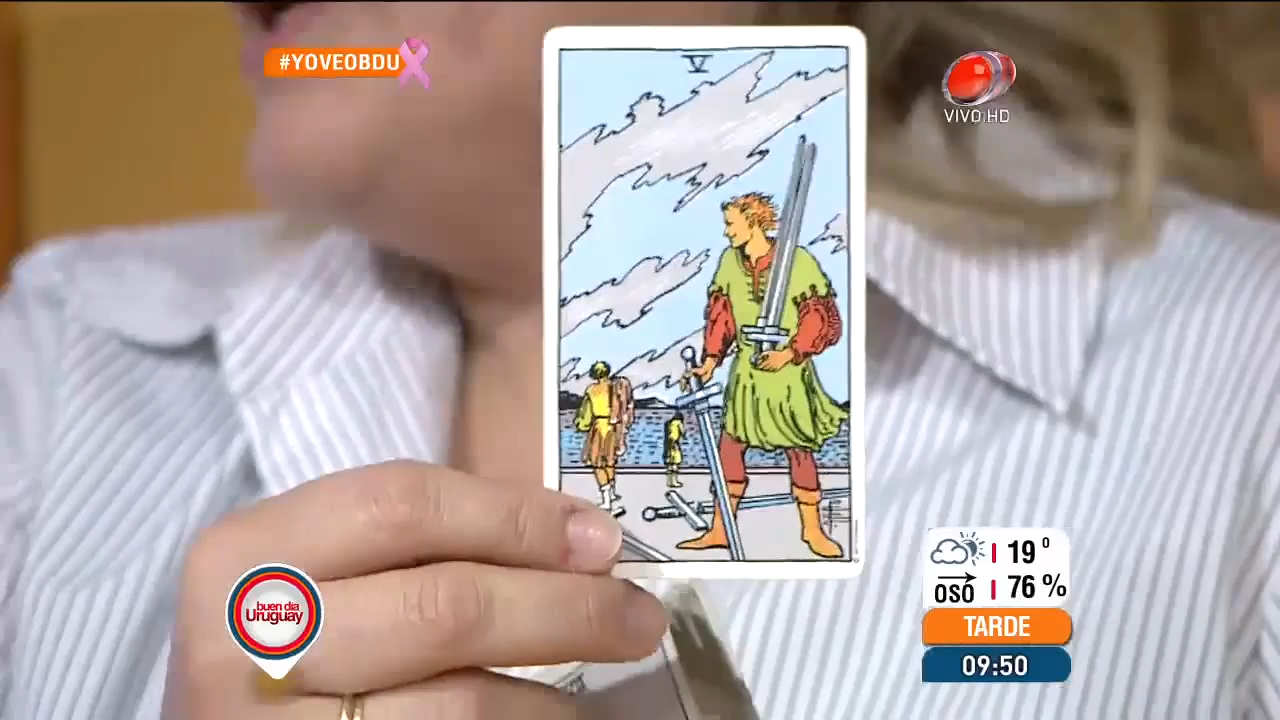 #YOVEOBDU
V
VIVO HD
19°
OSO 76 %
TARDE
09:50
buen día
Uruguay